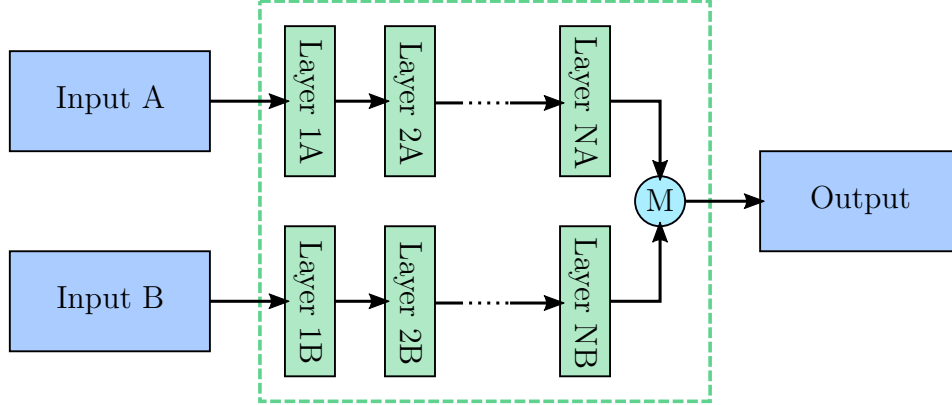 Input A
Layer 1A
Layer 2A
Layer NA
M
Output
Input B
Layer 1B
Layer 2B
Layer NB